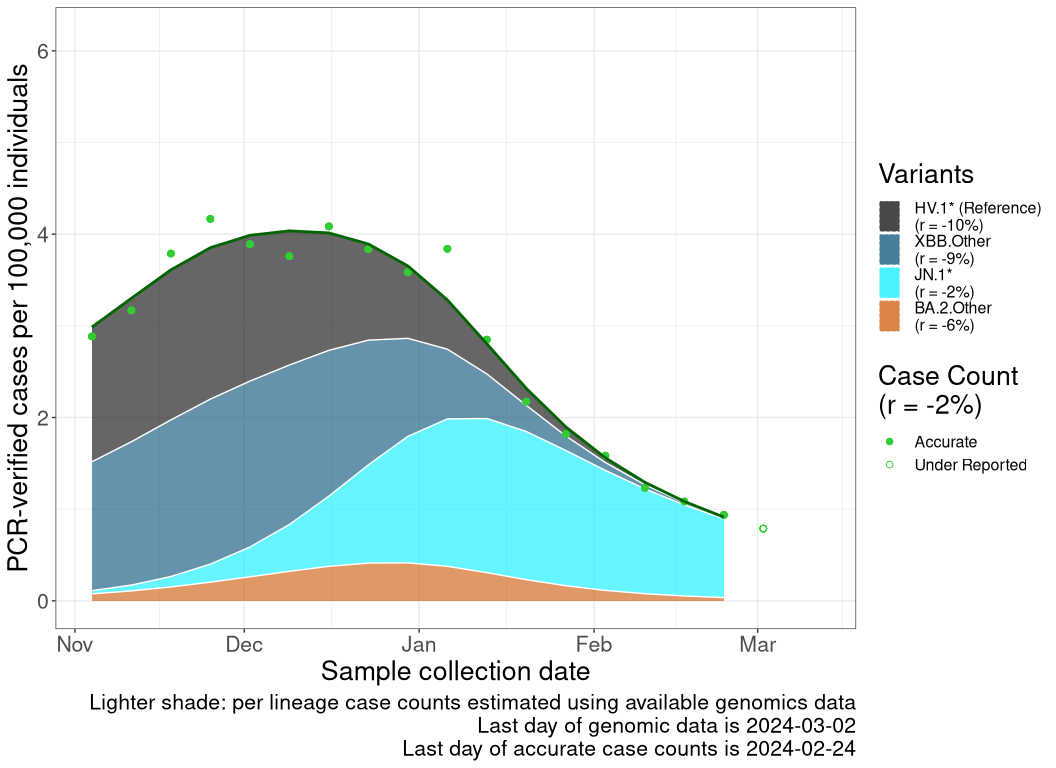 PCR-verified cases per 100,000 individuals
6
4
2
0
Nov
Dec
Jan
Feb
Mar
Sample collection date
Lighter shade: per lineage case counts estimated using available genomics data
Last day of genomic data is 2024-03-02
Last day of accurate case counts is 2024-02-24
Variants
HV.1* (Reference)
(r = -10%)
XBB.Other
(r = -9%)
JN.1*
(r = -2%)
BA.2.Other
(r = -6%)
Case Count
(r = -2%)
Accurate
Under Reported